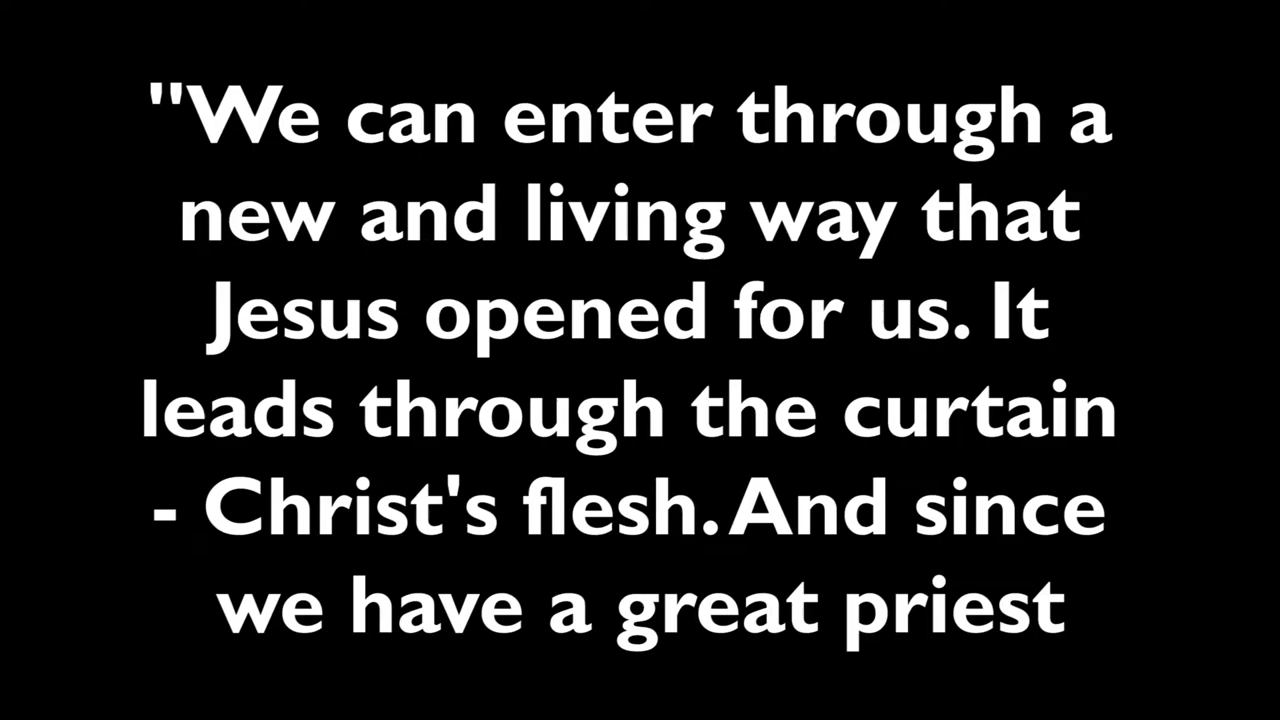 "We can enter through a
new and living way that
Jesus opened for us. It
leads through the curtain
- Christ's flesh. And since
we have a great priest